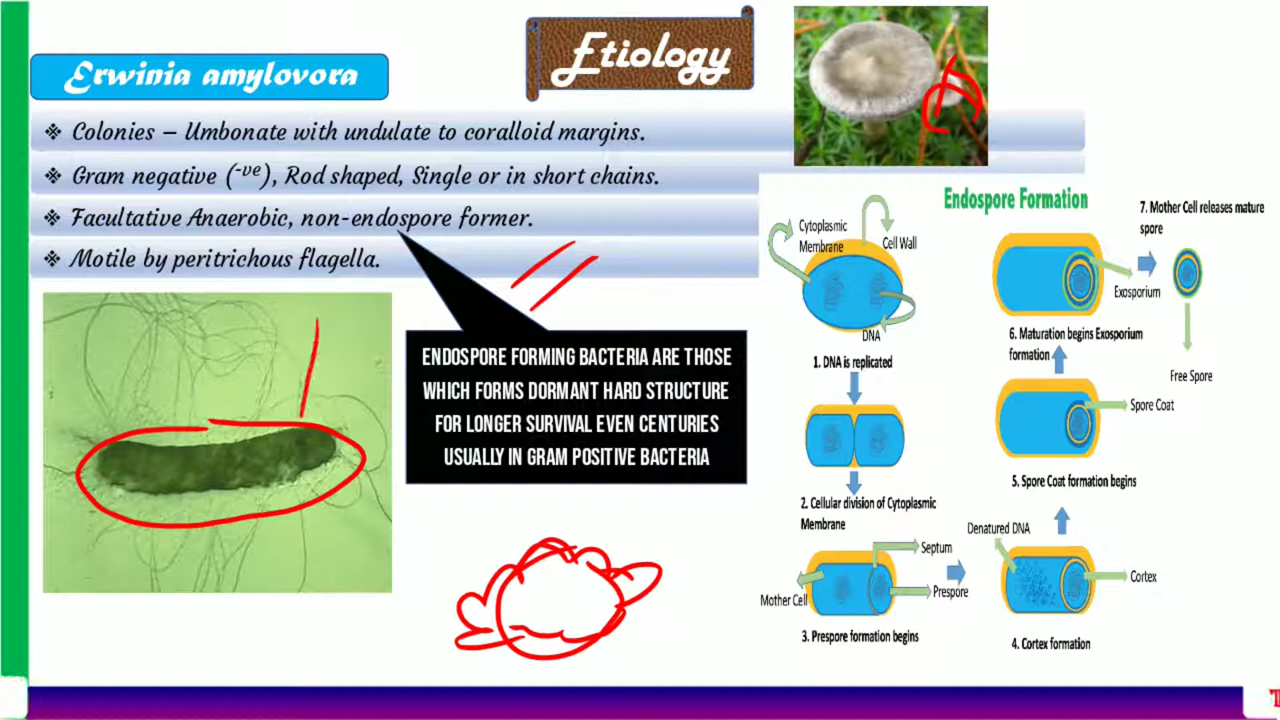 Etiology
Erwinia amylovora
❖ Colonies – Umbonate with undulate to coralloid margins.
❖ Gram negative (-ve), Rod shaped, Single or in short chains.
❖ Facultative Anaerobic, non-endospore former.
❖ Motile by peritrichous flagella.
ENDOSPORE FORMING BACTERIA ARE THOSE
WHICH FORMS DORMANT HARD STRUCTURE
FOR LONGER SURVIVAL EVEN CENTURIES
USUALLY IN GRAM POSITIVE BACTERIA
Endospore Formation
Cytoplasmic
Membrane
Cell Wall
DNA
1. DNA is replicated
2. Cellular division of Cytoplasmic
Membrane
Septum
Mother Cell
Prespore
3. Prespore formation begins
Denatured DNA
Cortex
4. Cortex formation
Spore Coat
5. Spore Coat formation begins
Exosporium
6. Maturation begins Exosporium
formation
7. Mother Cell releases mature
spore
Free Spore